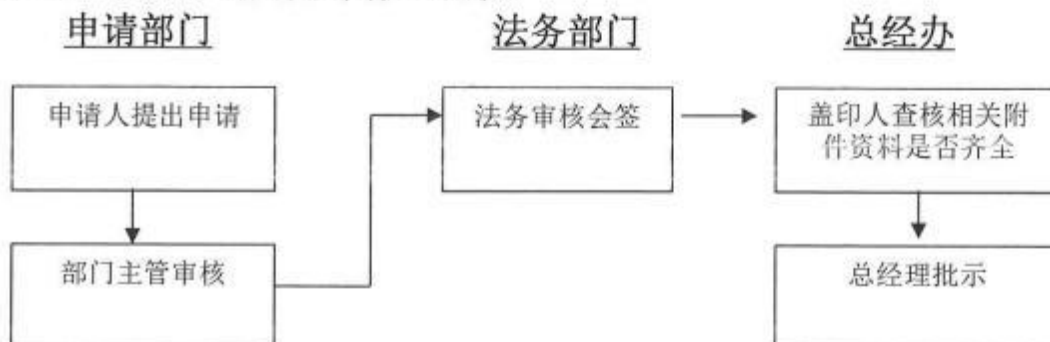 申请部门
法务部门
总经办
申请人提出申请
法务审核会签
盖印人查核相关附
件资料是否齐全
部门主管审核
总经理批示